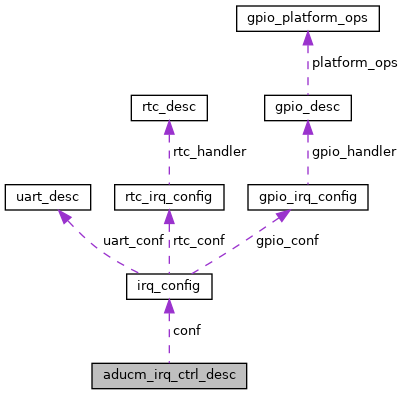 gpio_platform_ops
platform_ops
rtc_desc
gpio_desc
rtc_handler
gpio_handler
uart_desc
rtc_irq_config
gpio_irq_config
uart_conf
rtc_conf
gpio_conf
irq_config
conf
aducm_irq_ctrl_desc